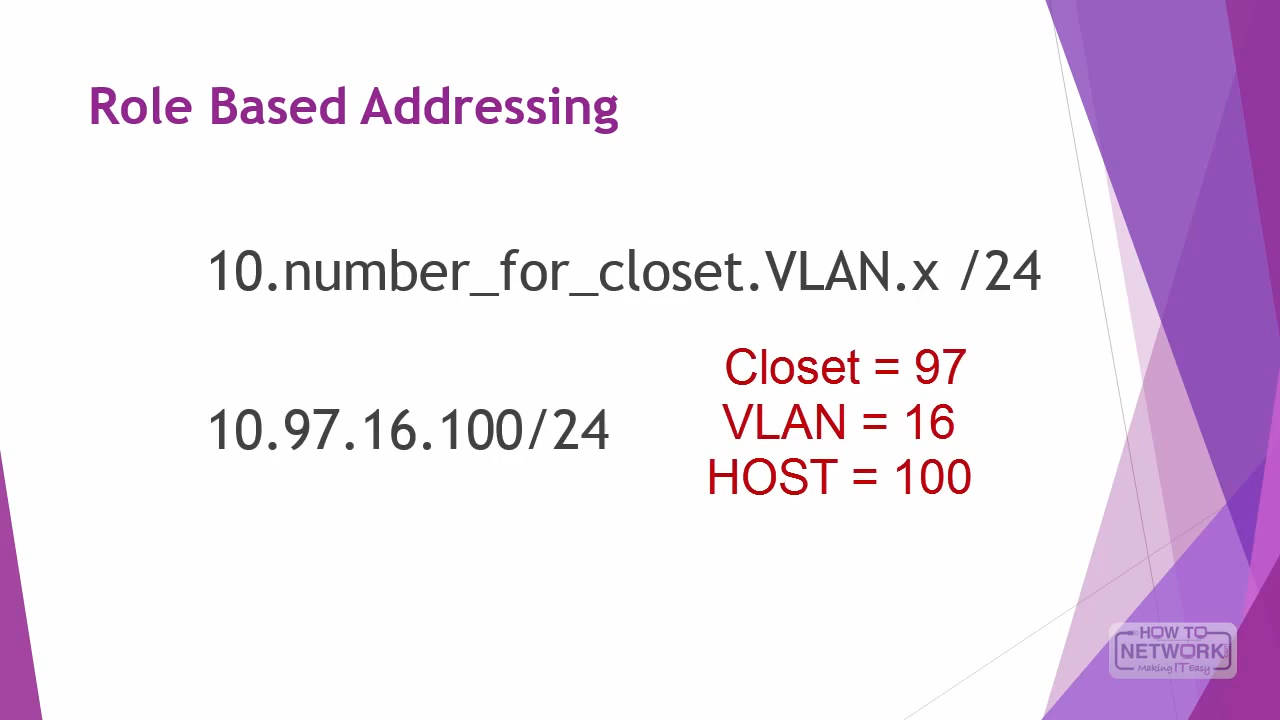 Role Based Addressing
10.number_for_closet.VLAN.x /24
Closet = 97
VLAN = 16
HOST = 100
10.97.16.100/24
HOW TO
NETWORK
Making IT Easy